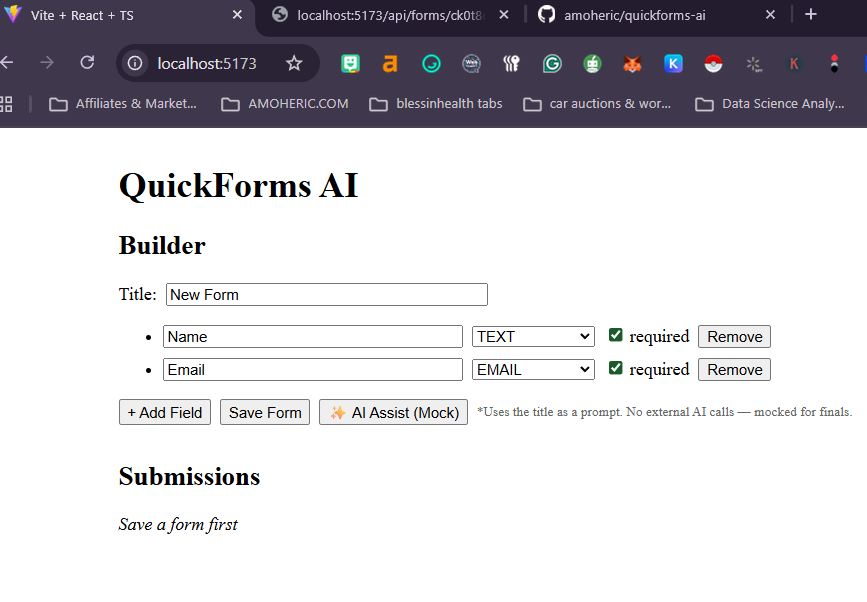 Vite + React + TS
localhost:5173/api/forms/ck0t8
amoheric/quickforms-ai
localhost:5173
Affiliates & Market...
AMOHERIC.COM
blessinhealth tabs
car auctions & wor...
Data Science Analy...
QuickForms AI
Builder
Title: New Form
• Name TEXT required Remove
• Email EMAIL required Remove
+ Add Field Save Form ✨ AI Assist (Mock) *Uses the title as a prompt. No external AI calls — mocked for finals.
Submissions
Save a form first